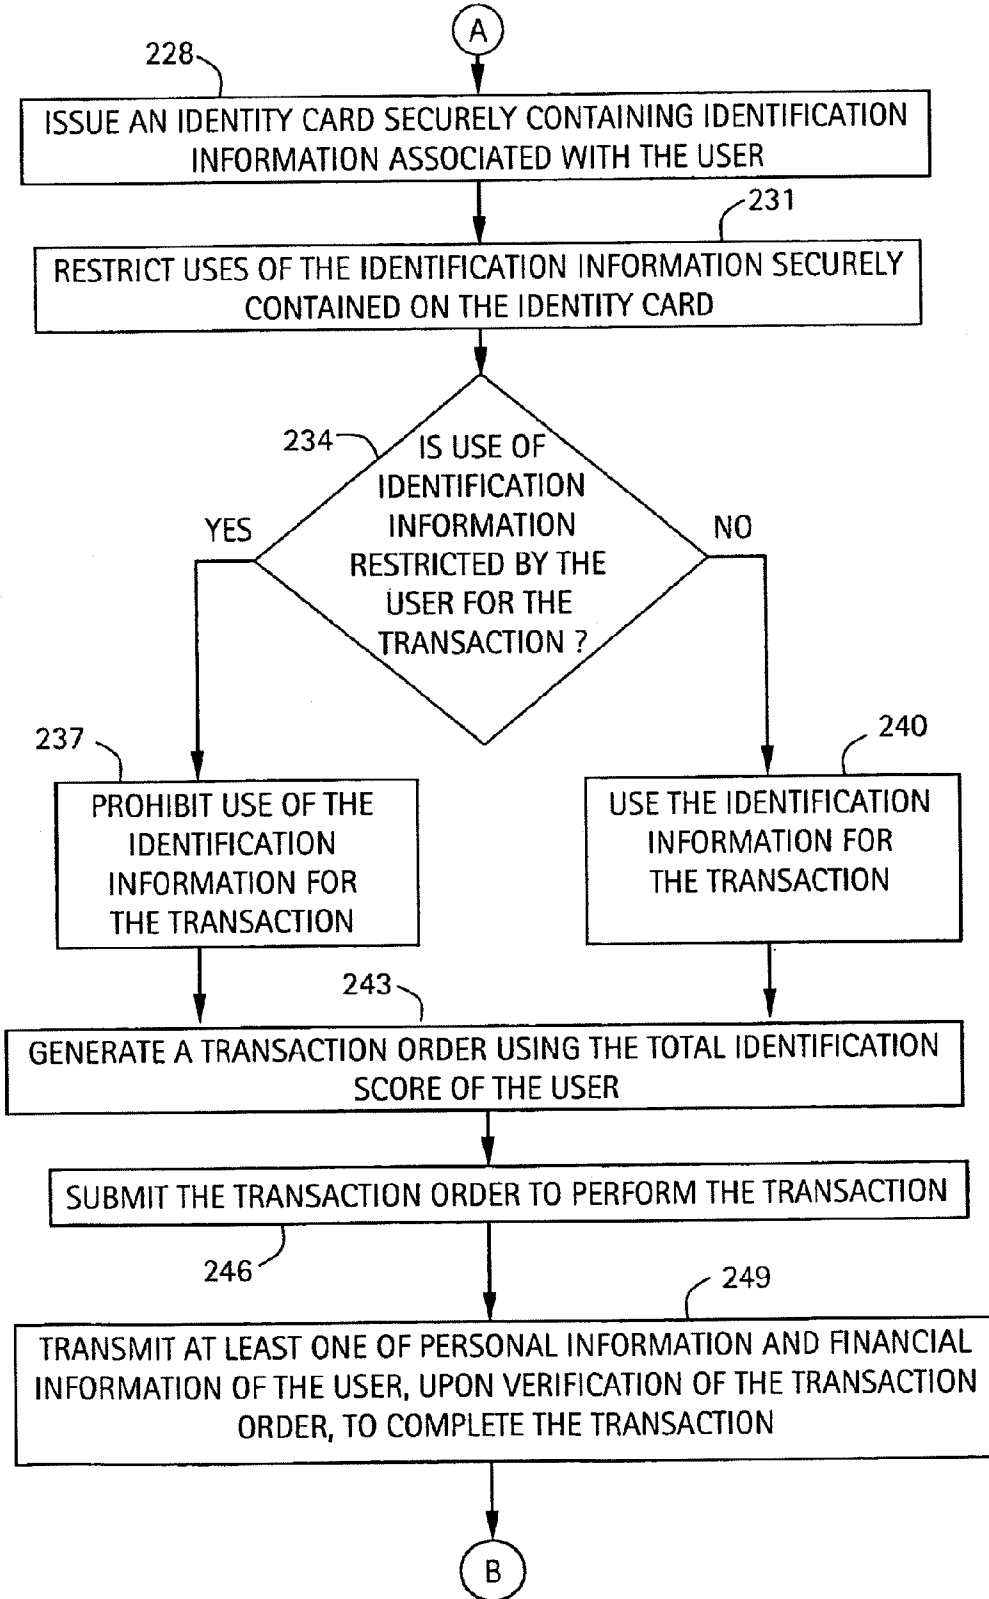 A
228
ISSUE AN IDENTITY CARD SECURELY CONTAINING IDENTIFICATION
INFORMATION ASSOCIATED WITH THE USER
231
RESTRICT USES OF THE IDENTIFICATION INFORMATION SECURELY
CONTAINED ON THE IDENTITY CARD
234
IS USE OF
IDENTIFICATION
INFORMATION
RESTRICTED BY THE
USER FOR THE
TRANSACTION ?
YES
NO
237
PROHIBIT USE OF THE
IDENTIFICATION
INFORMATION FOR
THE TRANSACTION
240
USE THE IDENTIFICATION
INFORMATION FOR
THE TRANSACTION
243
GENERATE A TRANSACTION ORDER USING THE TOTAL IDENTIFICATION
SCORE OF THE USER
SUBMIT THE TRANSACTION ORDER TO PERFORM THE TRANSACTION
246
249
TRANSMIT AT LEAST ONE OF PERSONAL INFORMATION AND FINANCIAL
INFORMATION OF THE USER, UPON VERIFICATION OF THE TRANSACTION
ORDER, TO COMPLETE THE TRANSACTION
B